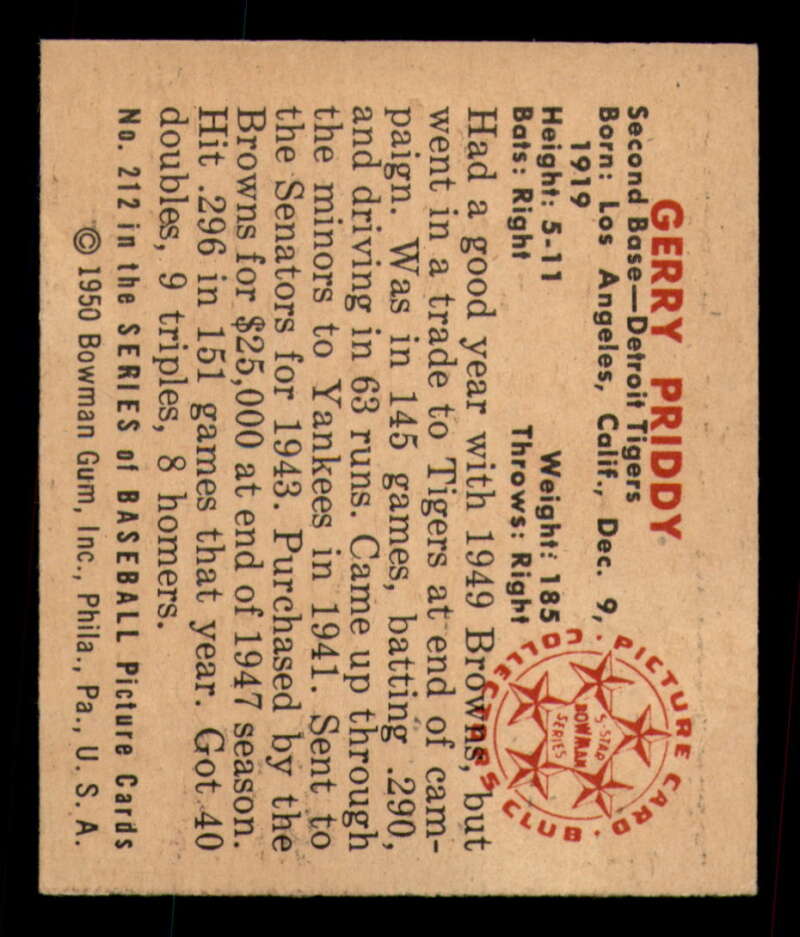 GERRY PRIDDY
Second Base—Detroit Tigers
Born: Los Angeles, Calif., Dec. 9,
1919
Height: 5-11 Weight: 185
Bats: Right Throws: Right
Had a good year with 1949 Browns, but
went in a trade to Tigers at end of cam-
paign. Was in 145 games, batting .290,
and driving in 63 runs. Came up through
the minors to Yankees in 1941. Sent to
the Senators for 1943. Purchased by the
Browns for $25,000 at end of 1947 season.
Hit .296 in 151 games that year. Got 40
doubles, 9 triples, 8 homers.
No. 212 in the SERIES of BASEBALL Picture Cards
© 1950 Bowman Gum, Inc., Phila., Pa., U. S. A.
PICTURE CARD COLLECTORS CLUB
5-STAR
BOWMAN
SERIES